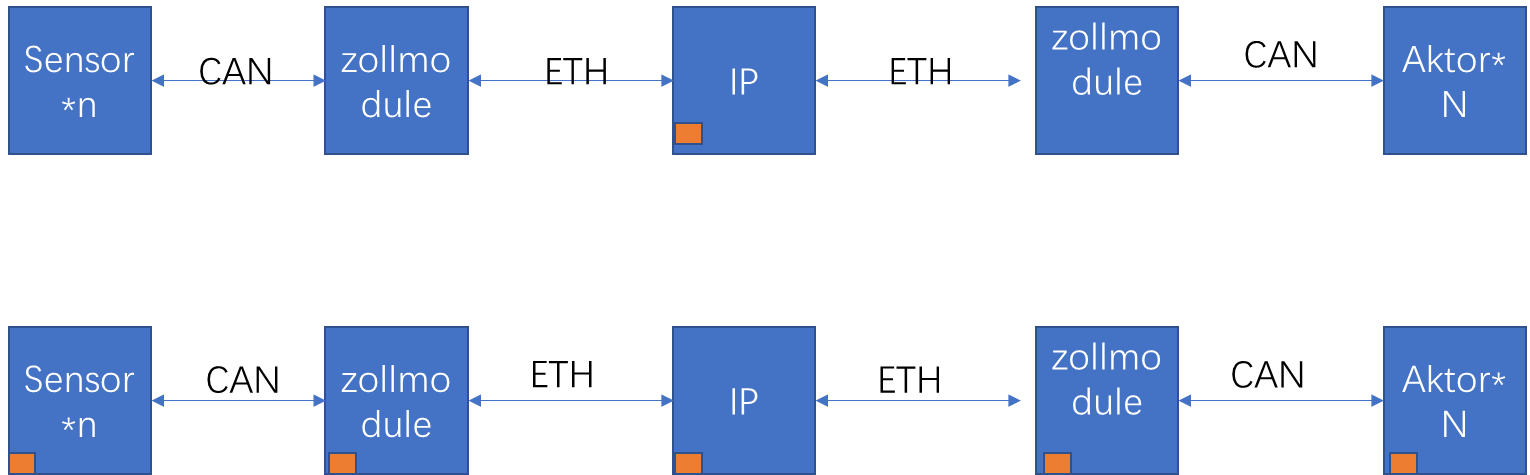 Sensor
*n
CAN
zollmo
dule
ETH
IP
ETH
zollmo
dule
CAN
Aktor*
N
Sensor
*n
CAN
zollmo
dule
ETH
IP
ETH
zollmo
dule
CAN
Aktor*
N